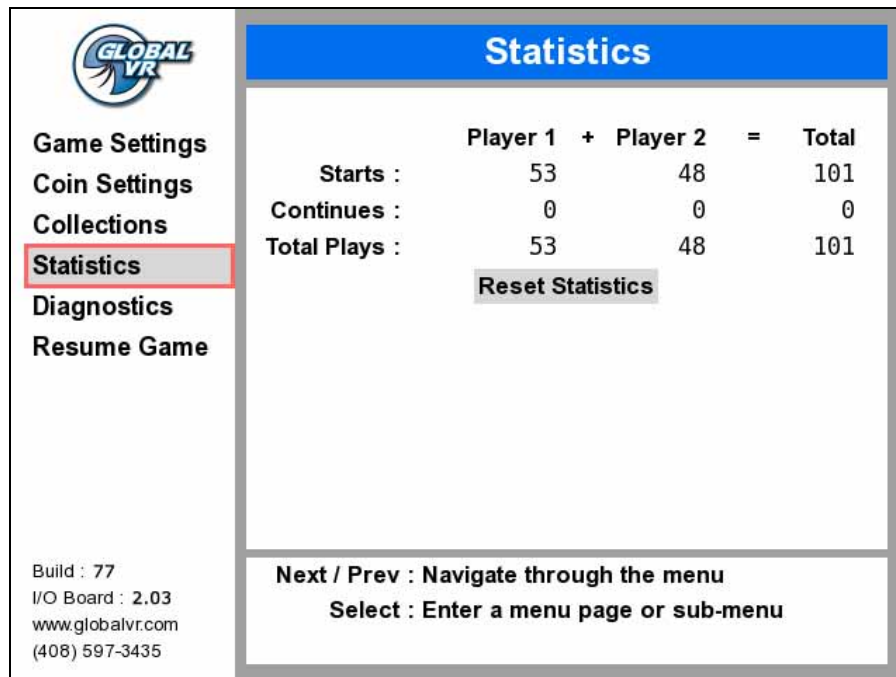 GLOBAL
VR
Game Settings
Coin Settings
Collections
Statistics
Diagnostics
Resume Game
Build : 77
I/O Board : 2.03
www.globalvr.com
(408) 597-3435
Statistics
Player 1 + Player 2 = Total
Starts : 53 48 101
Continues : 0 0 0
Total Plays : 53 48 101
Reset Statistics
Next / Prev : Navigate through the menu
Select : Enter a menu page or sub-menu